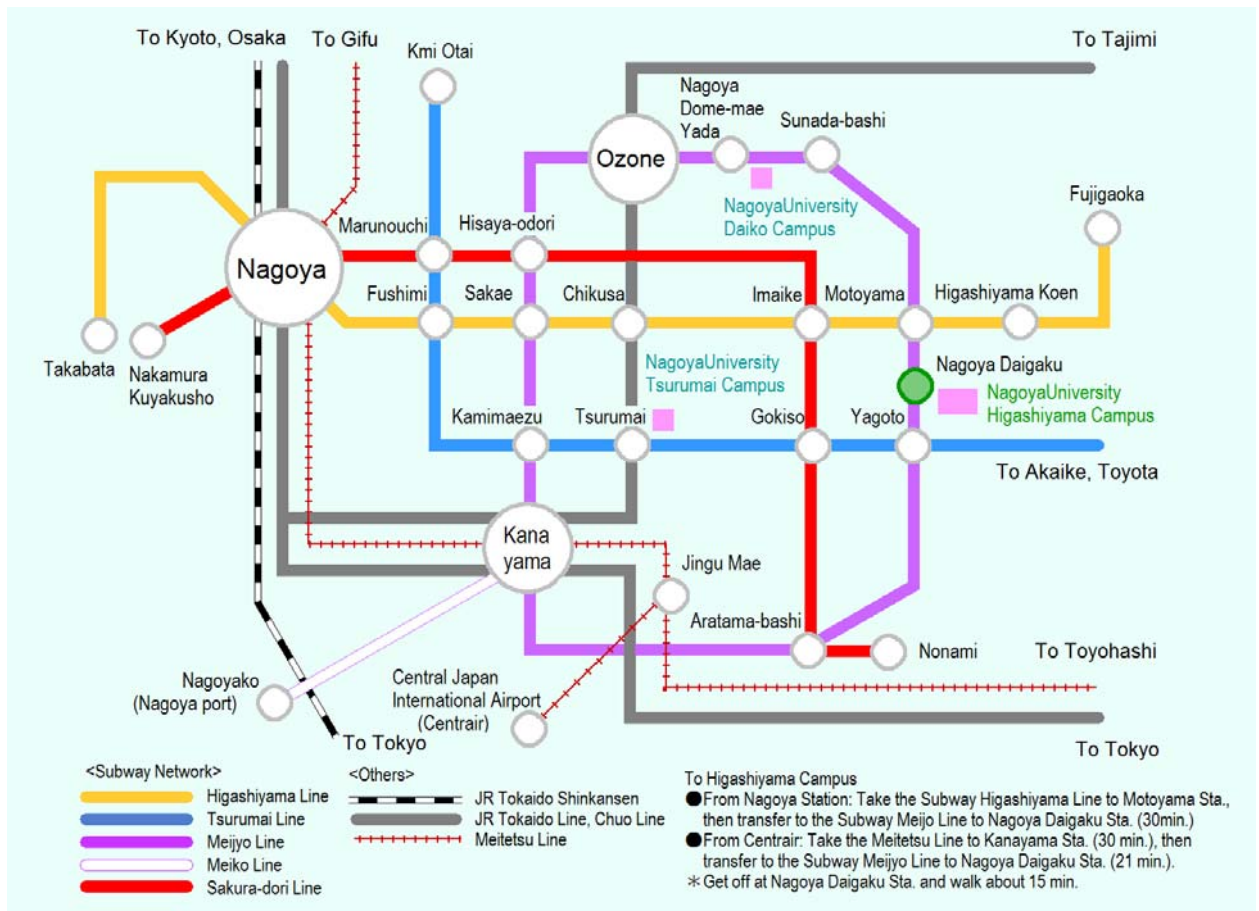 To Kyoto, Osaka
To Gifu
Kmi Otai
To Tajimi
Nagoya
Dome-mae
Yada
Sunada-bashi
Ozone
NagoyaUniversity
Daiko Campus
Fujigaoka
Marunouchi
Hisaya-odori
Nagoya
Fushimi
Sakae
Chikusa
Imaike
Motoyama
Higashiyama Koen
Takabata
Nakamura
Kuyakusho
NagoyaUniversity
Tsurumai Campus
Nagoya Daigaku
NagoyaUniversity
Higashiyama Campus
Kamimaezu
Tsurumai
Gokiso
Yagoto
To Akaike, Toyota
Kana
yama
Jingu Mae
Aratama-bashi
Nonami
To Toyohashi
Nagoyako
(Nagoya port)
Central Japan
International Airport
(Centrair)
To Tokyo
To Tokyo
<Subway Network>
Higashiyama Line
Tsurumai Line
Meijyo Line
Meiko Line
Sakura-dori Line
<Others>
JR Tokaido Shinkansen
JR Tokaido Line, Chuo Line
Meitetsu Line
To Higashiyama Campus
●From Nagoya Station: Take the Subway Higashiyama Line to Motoyama Sta.,
then transfer to the Subway Meijo Line to Nagoya Daigaku Sta. (30min.)
●From Centrair: Take the Meitetsu Line to Kanayama Sta. (30 min.), then
transfer to the Subway Meijyo Line to Nagoya Daigaku Sta. (21 min.).
＊Get off at Nagoya Daigaku Sta. and walk about 15 min.